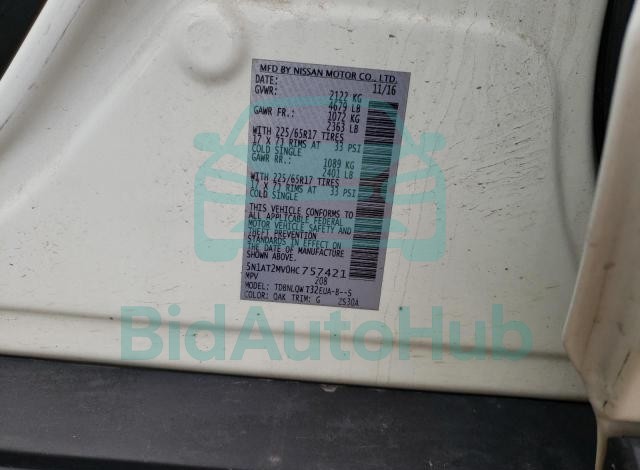 MFD BY NISSAN MOTOR CO., LTD.
DATE: 11/16
GVWR: 2122 KG
4679 LB
GAWR FR.: 1072 KG
2363 LB
WITH 225/65R17 TIRES
17 X 7J RIMS AT 33 PSI
COLD SINGLE
GAWR RR.: 1089 KG
2401 LB
WITH 225/65R17 TIRES
17 X 7J RIMS AT 33 PSI
COLD SINGLE
THIS VEHICLE CONFORMS TO
ALL APPLICABLE FEDERAL
MOTOR VEHICLE SAFETY AND
THEFT PREVENTION
STANDARDS IN EFFECT ON
THE DATE OF MANUFACTURE
SHOWN ABOVE.
5N1AT2MV0HC757421
MPV 208
MODEL: TDBNLQW T32EUA-B--S
COLOR: QAK TRIM: G 2S30A
BidAutoHub